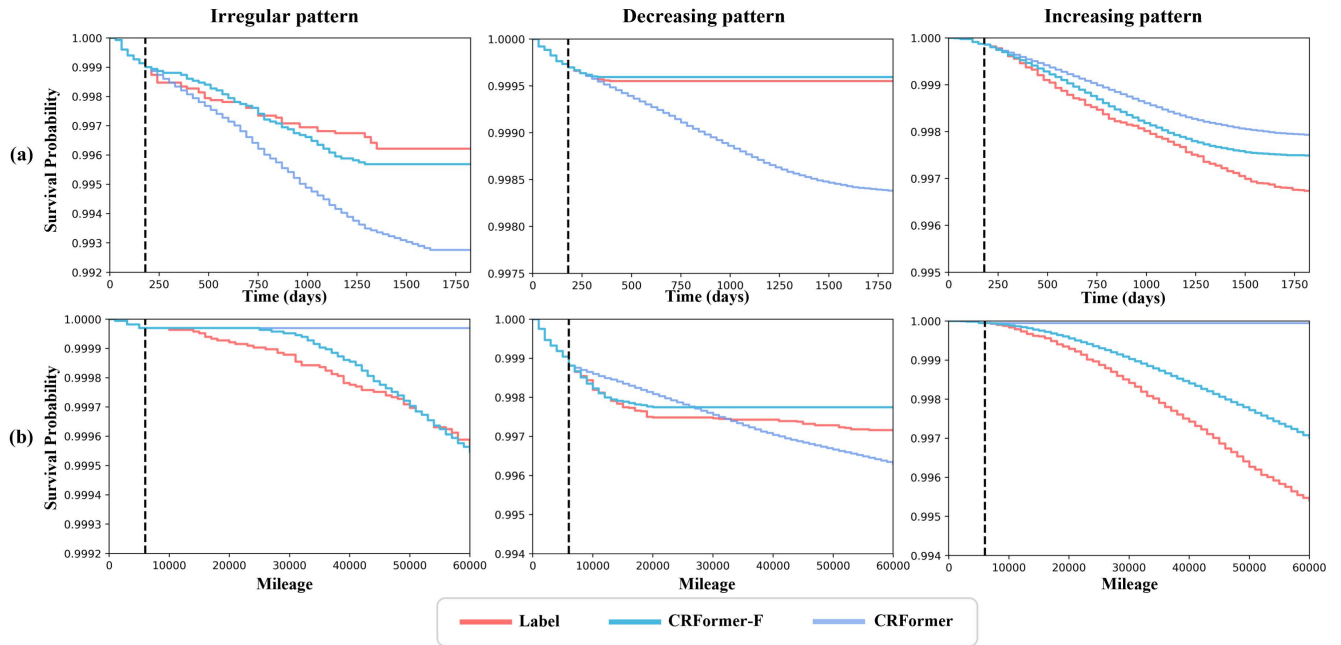 Irregular pattern
Decreasing pattern
Increasing pattern
(a)
Survival Probability
1.000
0.999
0.998
0.997
0.996
0.995
0.994
0.993
0.992
250 500 750 1000 1250 1500 1750
Time (days)
1.0000
0.9995
0.9990
0.9985
0.9980
0.9975
0 250 500 750 1000 1250 1500 1750
Time (days)
1.000
0.999
0.998
0.997
0.996
0.995
0 250 500 750 1000 1250 1500 1750
Time (days)
(b)
Survival Probability
1.0000
0.9999
0.9998
0.9997
0.9996
0.9995
0.9994
0.9993
0.9992
0 10000 20000 30000 40000 50000 60000
Mileage
1.000
0.999
0.998
0.997
0.996
0.995
0.994
0 10000 20000 30000 40000 50000 60000
Mileage
1.000
0.999
0.998
0.997
0.996
0.995
0.994
0 10000 20000 30000 40000 50000 60000
Mileage
Label CRFormer-F CRFormer